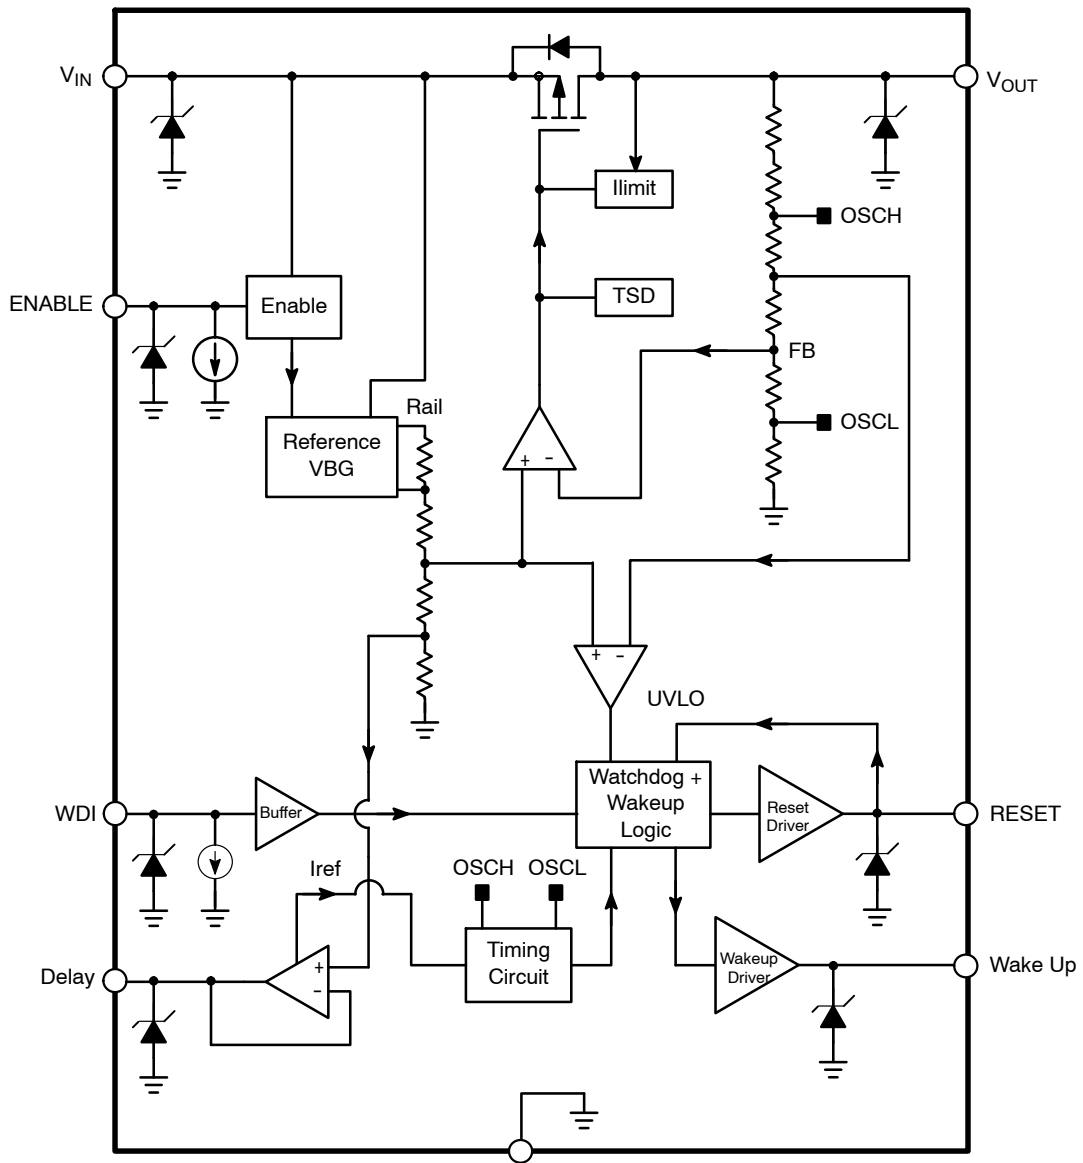 VIN
VOUT
Ilimit
OSCH
ENABLE
Enable
TSD
FB
Rail
OSCL
Reference
VBG
+ −
+ −
UVLO
Watchdog +
Wakeup
Logic
WDI
Buffer
Reset
Driver
RESET
Iref
OSCH OSCL
Timing
Circuit
Wakeup
Driver
Wake Up
Delay
+
−